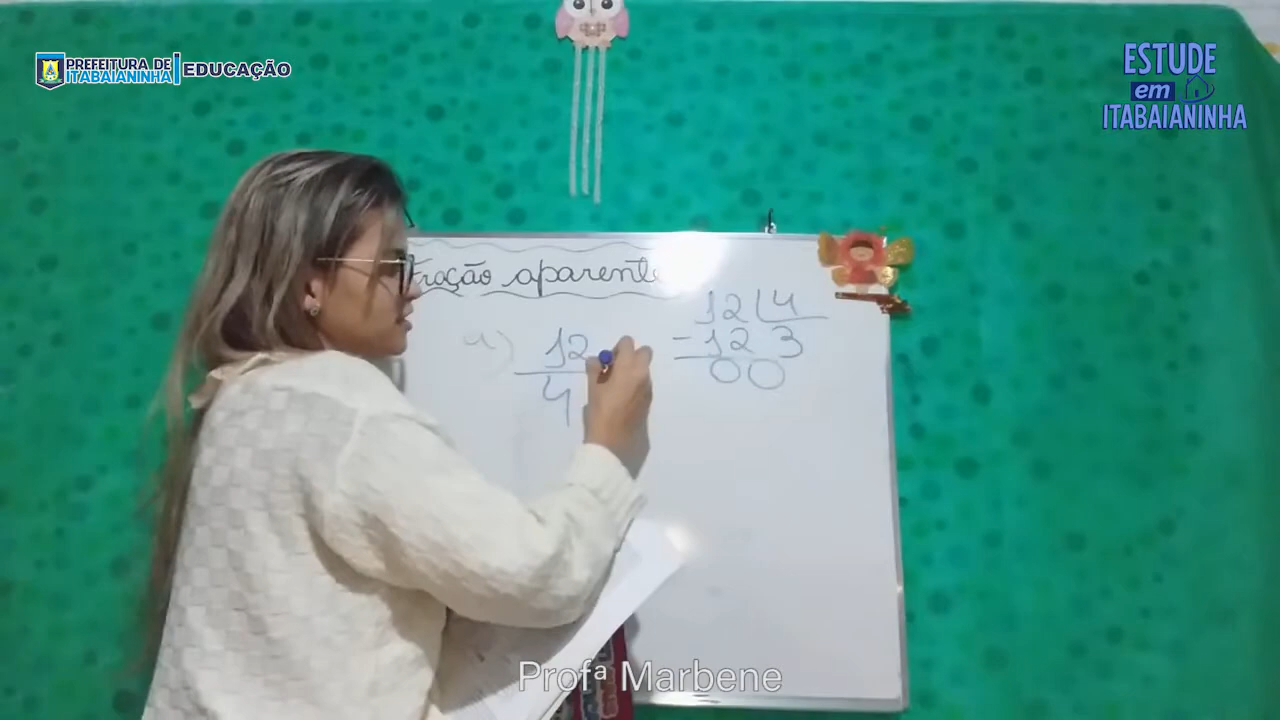 PREFEITURA DE
ITABAIANINHA
EDUCAÇÃO
ESTUDE
em
ITABAIANINHA
Fração aparente
a) 12
4
12 4
-12 3
00
Profª Marbene